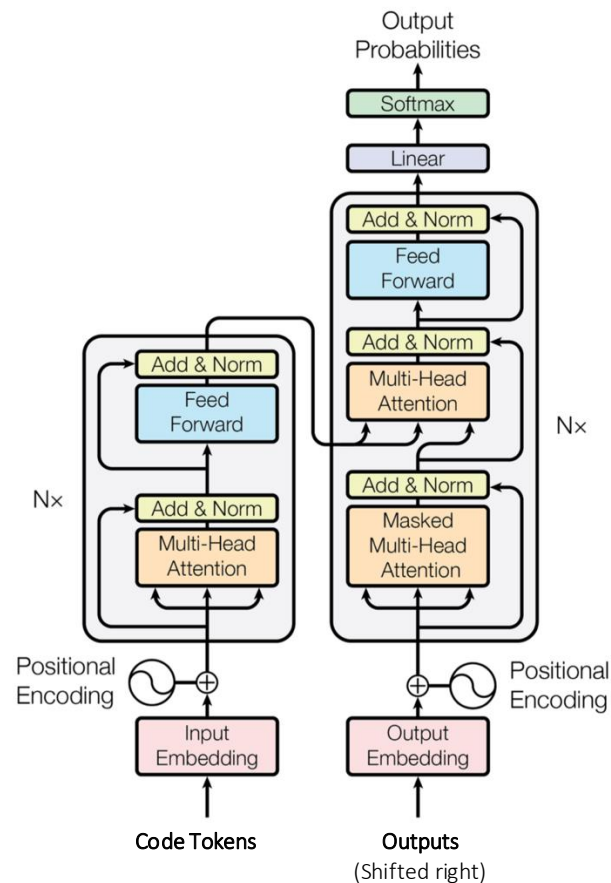 Output
Probabilities
Softmax
Linear
Add & Norm
Feed
Forward
Add & Norm
Multi-Head
Attention
Nx
Add & Norm
Masked
Multi-Head
Attention
Positional
Encoding
Output
Embedding
Outputs
(Shifted right)
Add & Norm
Feed
Forward
Nx
Add & Norm
Multi-Head
Attention
Positional
Encoding
Input
Embedding
Code Tokens